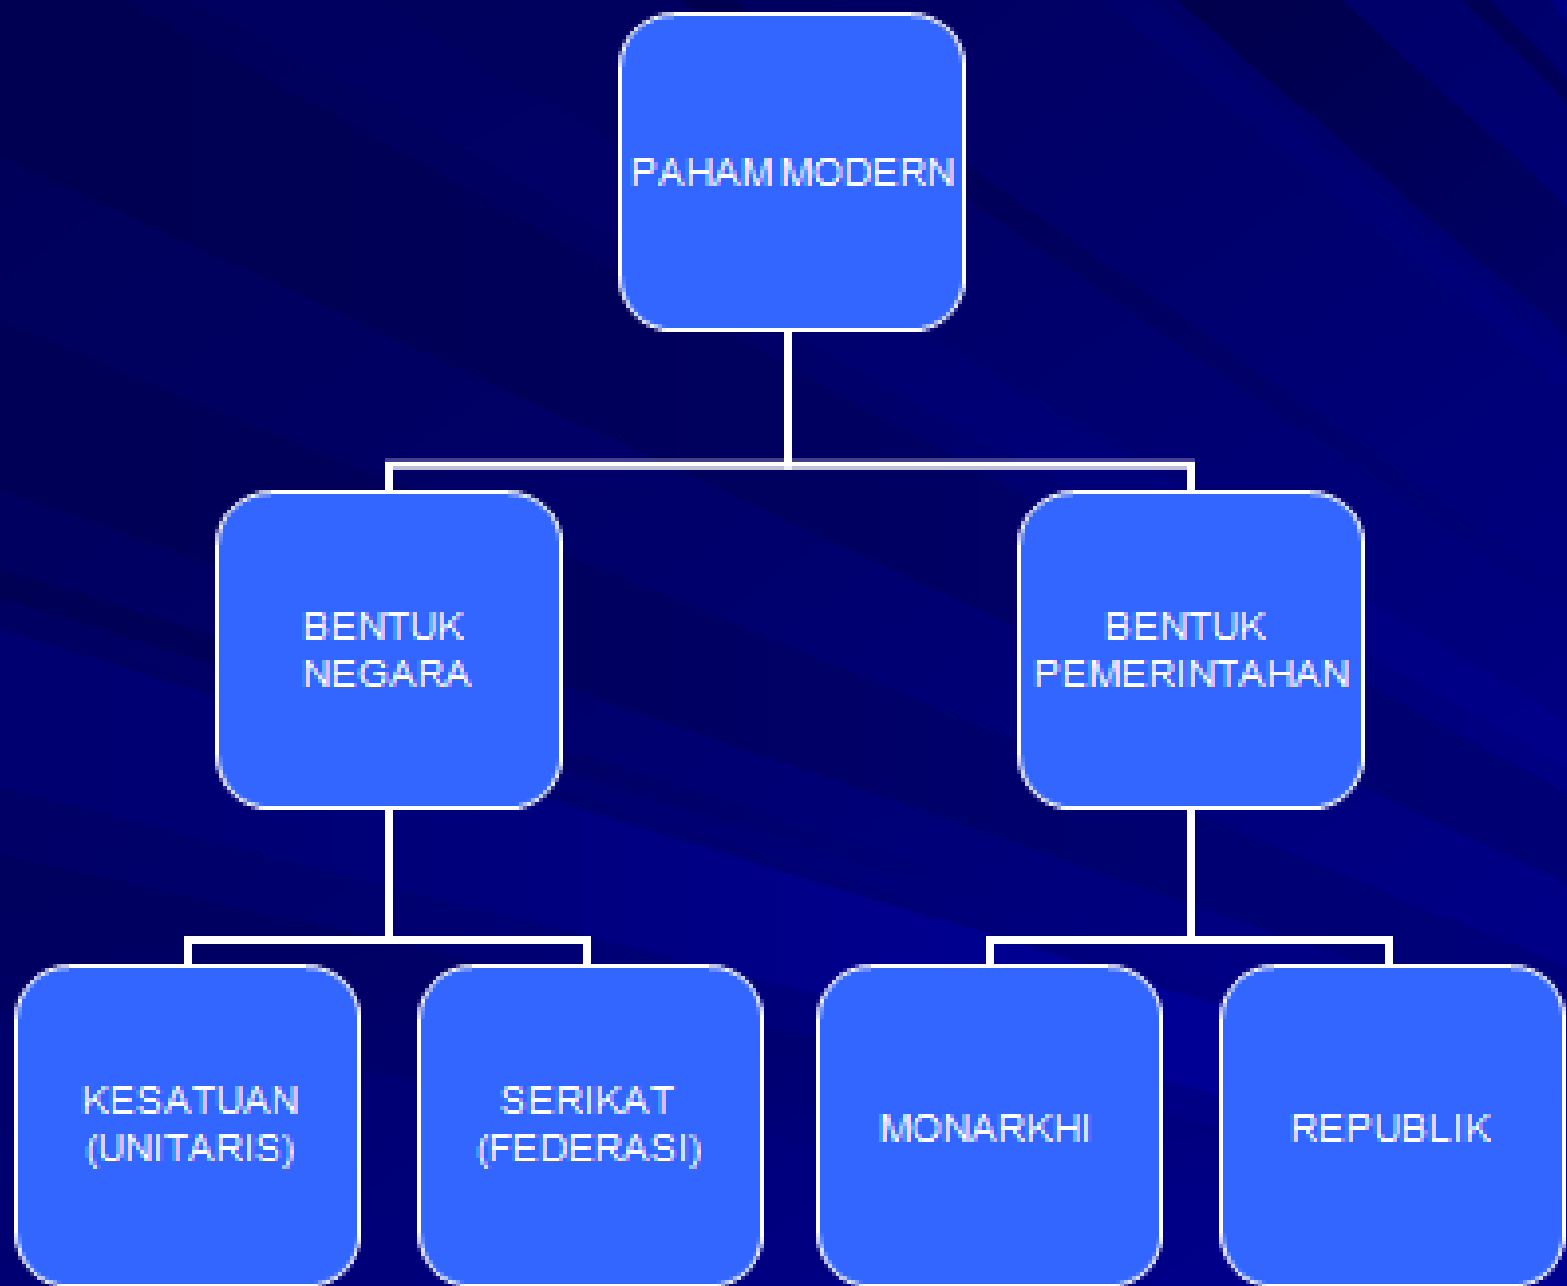 PAHAM MODERN
BENTUK
NEGARA
BENTUK
PEMERINTAHAN
KESATUAN
(UNITARIS)
SERIKAT
(FEDERASI)
MONARKHI
REPUBLIK